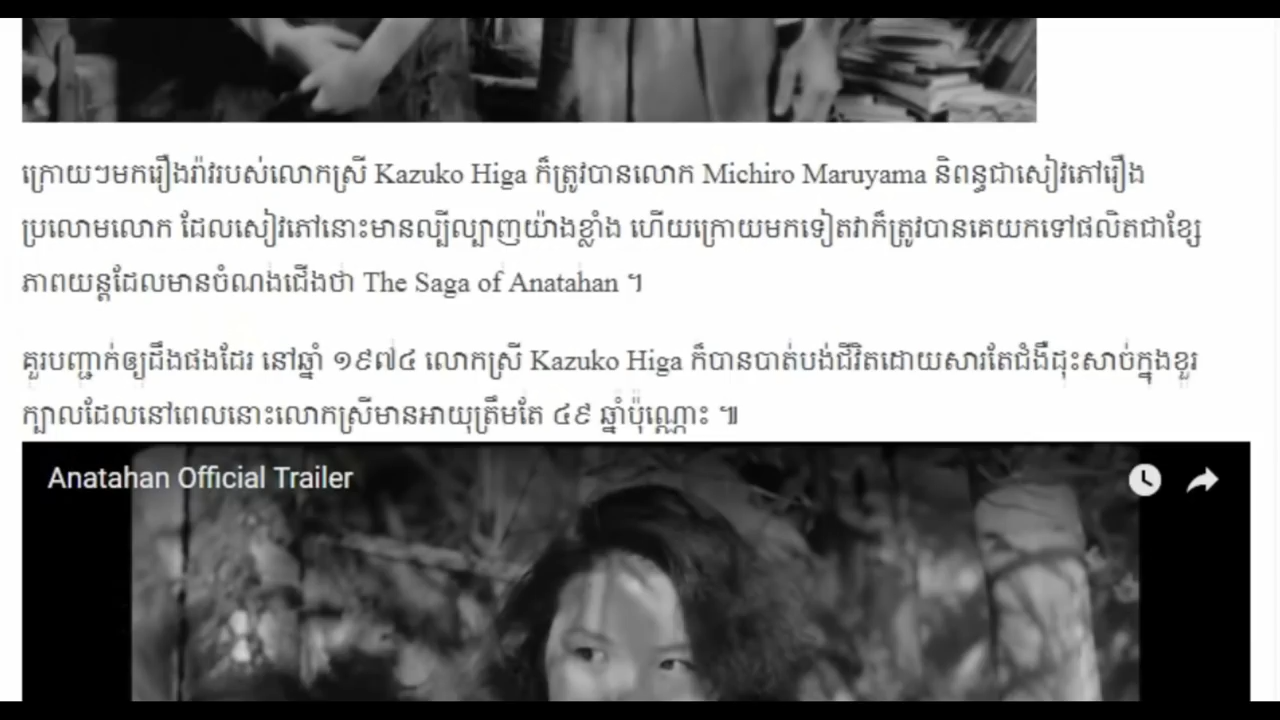 ក្រោយៗមករឿងរ៉ាវរបស់លោកស្រី Kazuko Higa ក៏ត្រូវបានលោក Michiro Maruyama និពន្ធជាសៀវភៅរឿង
ប្រលោមលោក ដែលសៀវភៅនោះមានល្បីល្បាញយ៉ាងខ្លាំង ហើយក្រោយមកទៀតវាក៏ត្រូវបានគេយកទៅផលិតជាខ្សែ
ភាពយន្តដែលមានចំណងជើងថា The Saga of Anatahan ។
គួរបញ្ជាក់ឲ្យដឹងផងដែរ នៅឆ្នាំ ១៩៧៤ លោកស្រី Kazuko Higa ក៏បានបាត់បង់ជីវិតដោយសារតែជំងឺដុះសាច់ក្នុងខួរ
ក្បាលដែលនៅពេលនោះលោកស្រីមានអាយុត្រឹមតែ ៤៩ ឆ្នាំប៉ុណ្ណោះ ៕
Anatahan Official Trailer